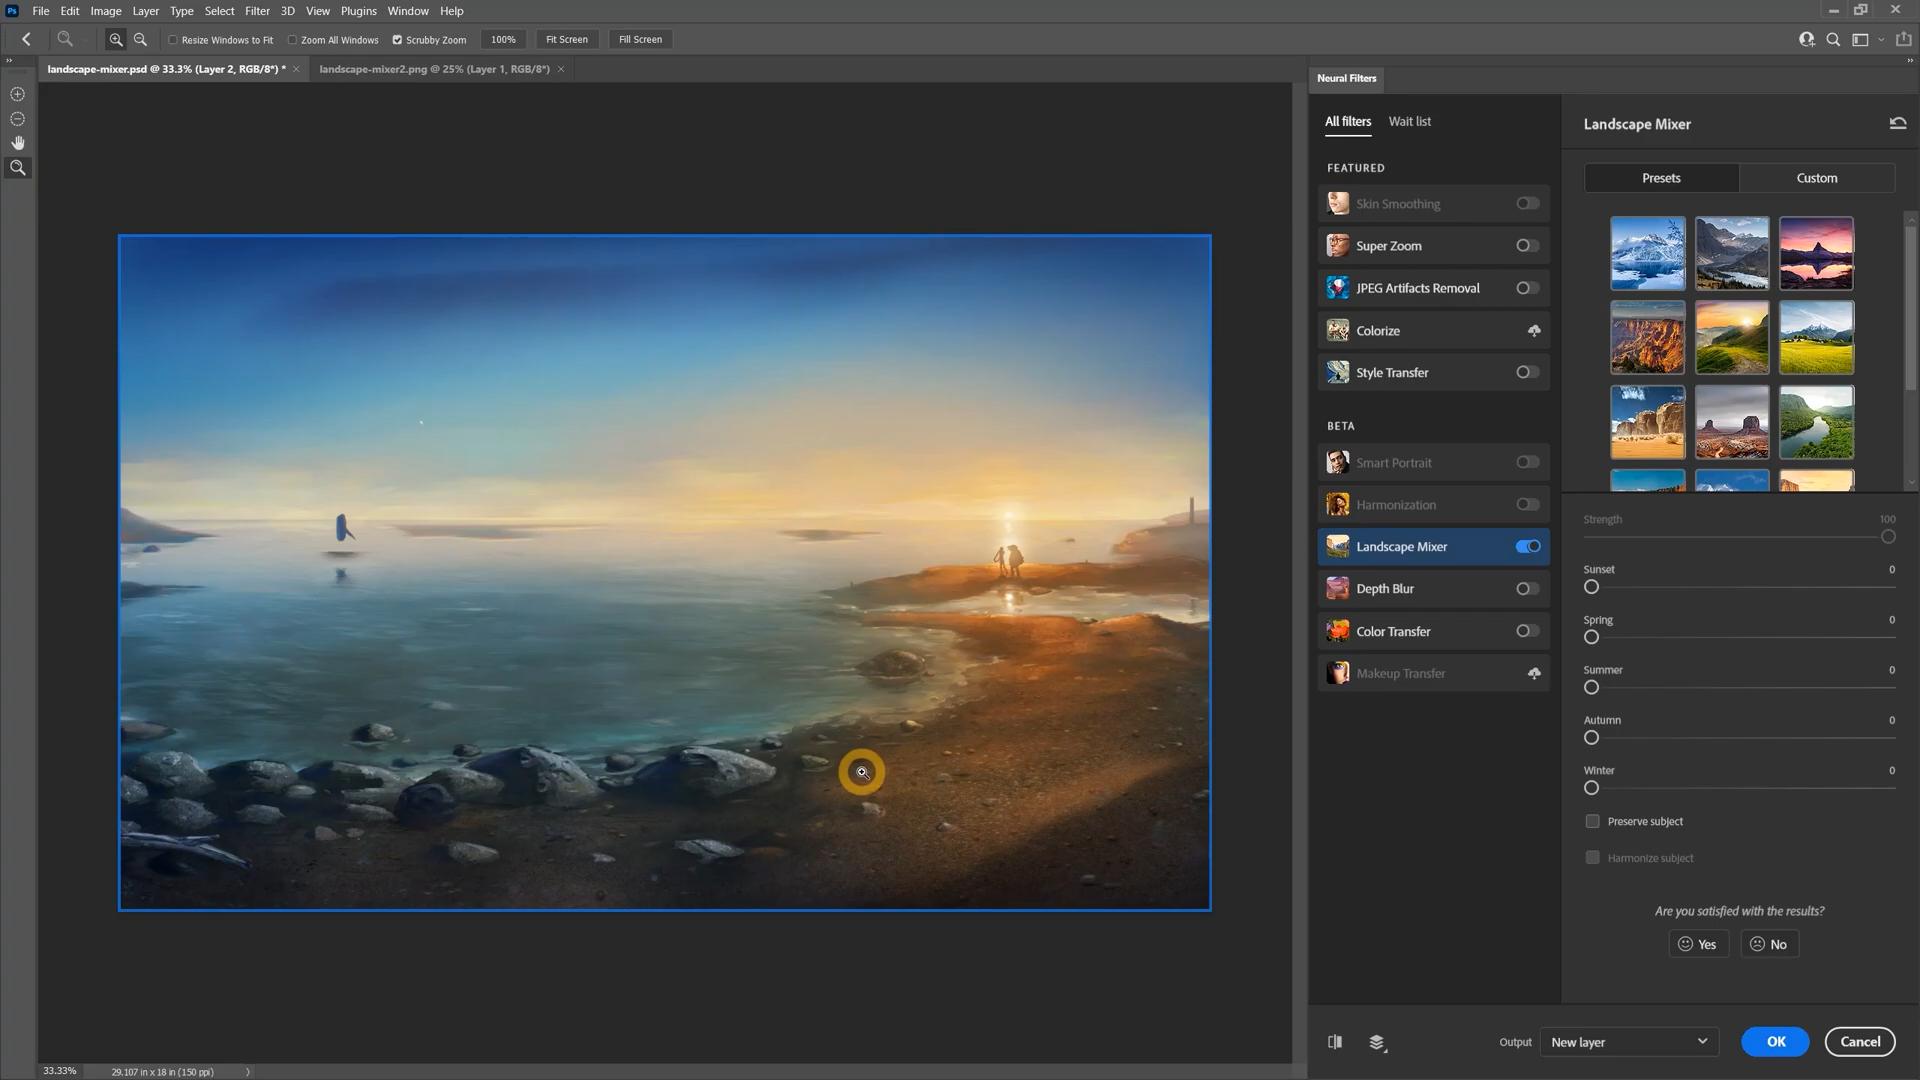 Ps File Edit Image Layer Type Select Filter 3D View Plugins Window Help
Resize Windows to Fit Zoom All Windows Scrubby Zoom 100% Fit Screen Fill Screen
landscape-mixer.psd @ 33.3% (Layer 2, RGB/8*) * landscape-mixer2.png @ 25% (Layer 1, RGB/8*)
Neural Filters
All filters Wait list
FEATURED
Skin Smoothing
Super Zoom
JPEG Artifacts Removal
Colorize
Style Transfer
BETA
Smart Portrait
Harmonization
Landscape Mixer
Depth Blur
Color Transfer
Makeup Transfer
Landscape Mixer
Presets Custom
Strength 100
Sunset 0
Spring 0
Summer 0
Autumn 0
Winter 0
Preserve subject
Harmonize subject
Are you satisfied with the results?
Yes No
Output New layer OK Cancel
33.33% 29.107 in x 18 in (150 ppi)